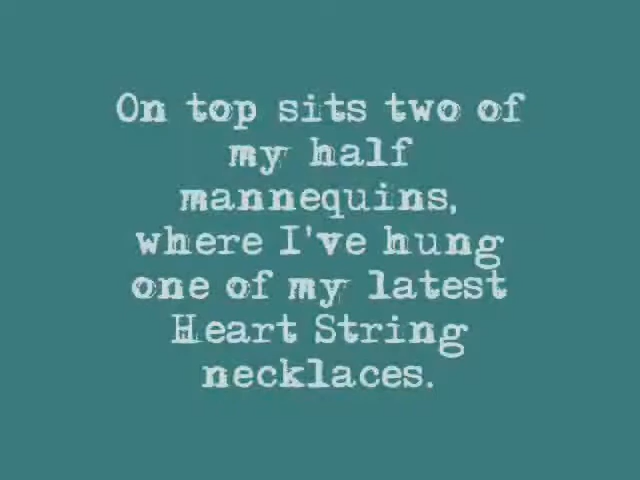 On top sits two of
my half
mannequins,
where I've hung
one of my latest
Heart String
necklaces.